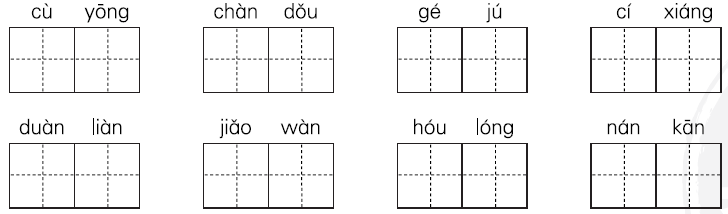 cù yōng chàn dǒu gé jú cí xiáng
duàn liàn jiǎo wàn hóu lóng nán kān